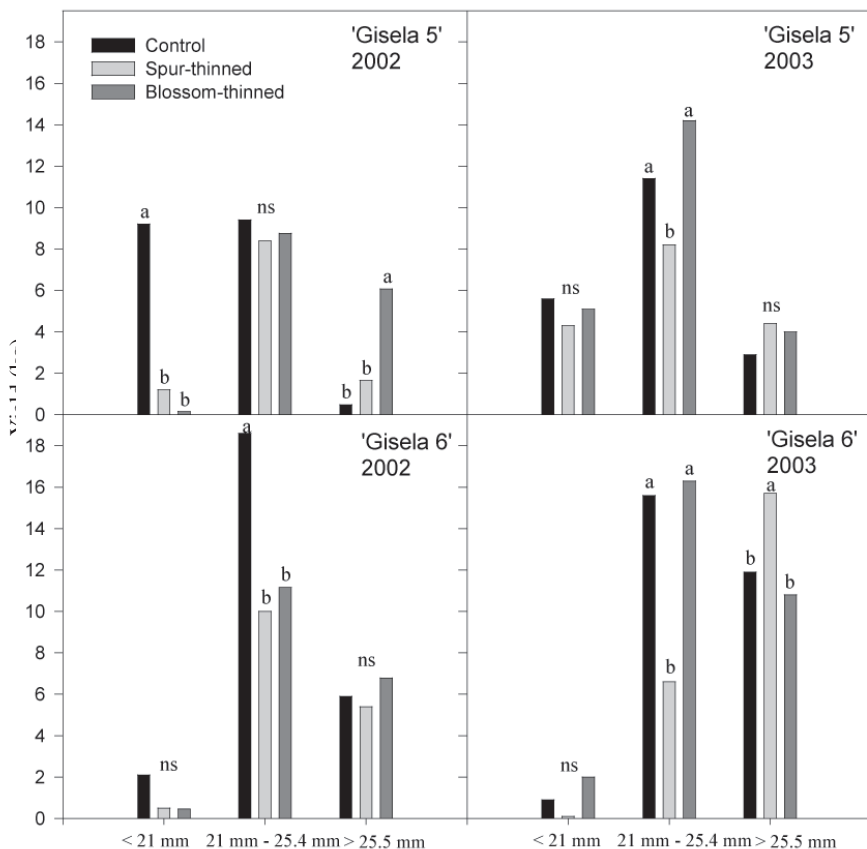 'Gisela 5'
2002
Control
Spur-thinned
Blossom-thinned
18
16
14
12
10
8
6
4
2
0
a
b
b
ns
b
b
a
'Gisela 5'
2003
ns
a
b
a
ns
'Gisela 6'
2002
18
16
14
12
10
8
6
4
2
0
ns
a
b
b
ns
'Gisela 6'
2003
ns
a
b
a
b
a
b
< 21 mm 21 mm - 25.4 mm > 25.5 mm
< 21 mm 21 mm - 25.4 mm > 25.5 mm